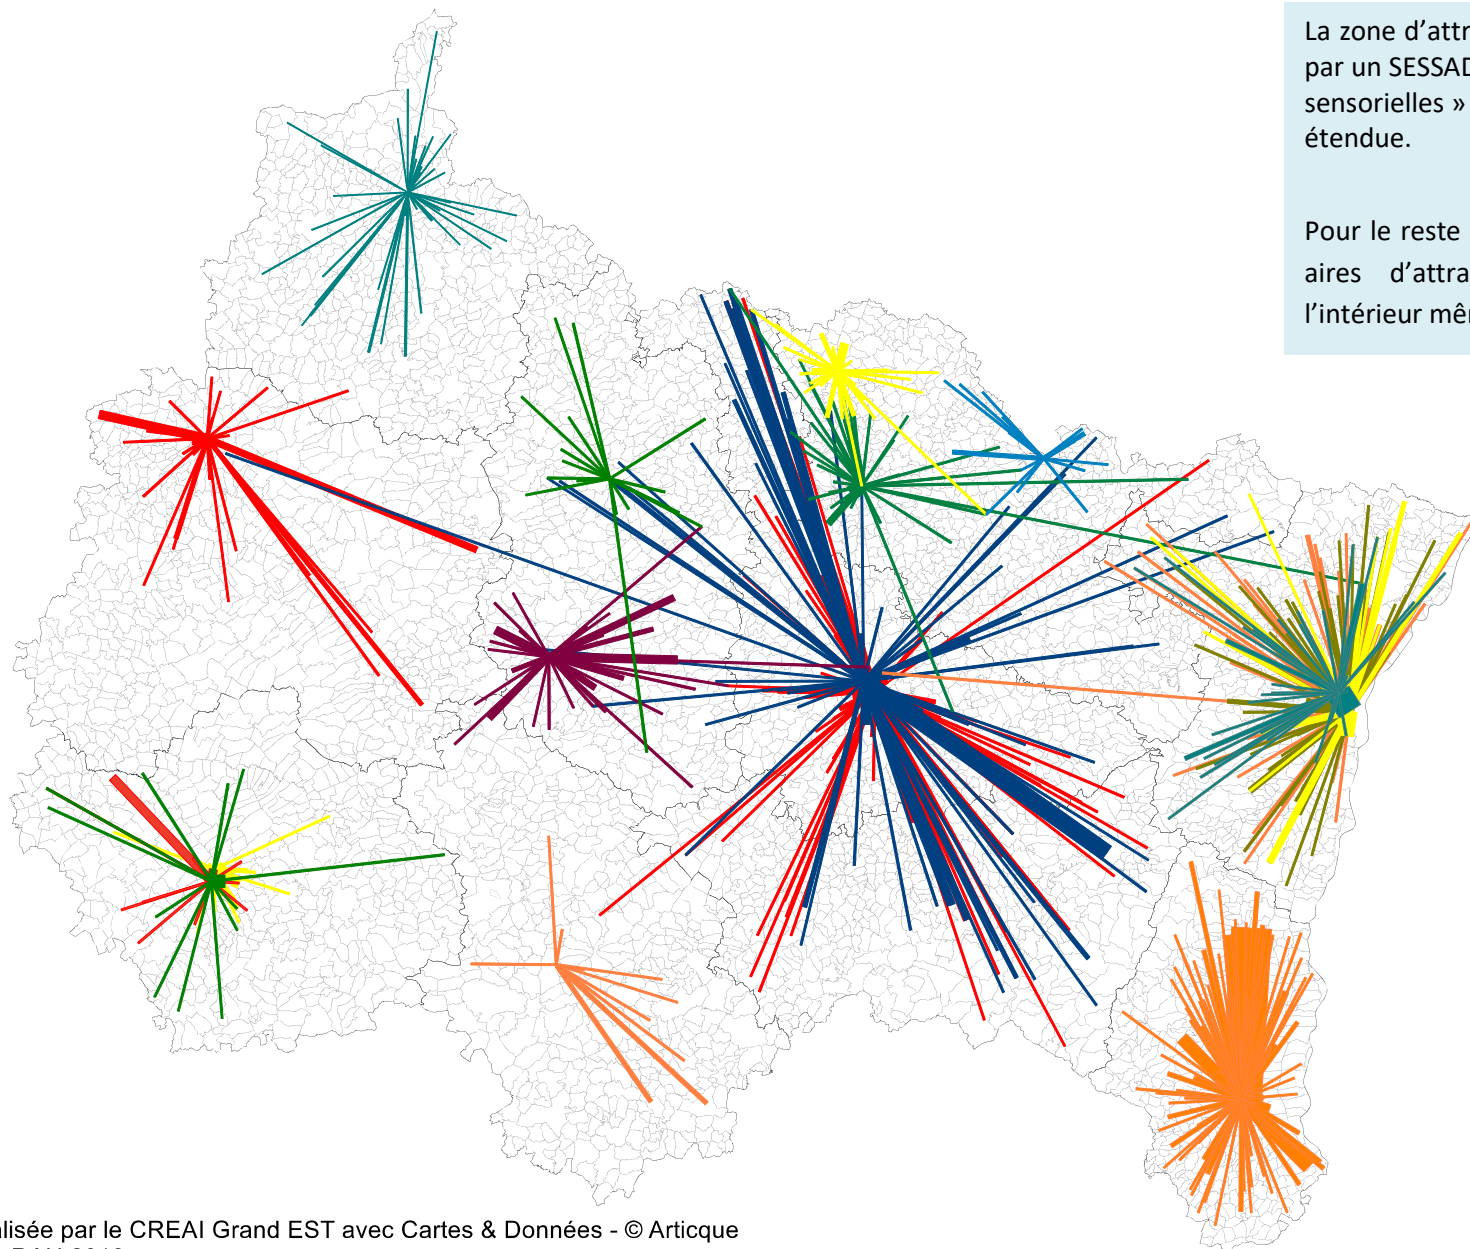 La zone d’attr
par un SESSAD
sensorielles »
étendue.
Pour le reste
aires d’attra
l’intérieur mê
alisée par le CREAI Grand EST avec Cartes & Données - © Articque